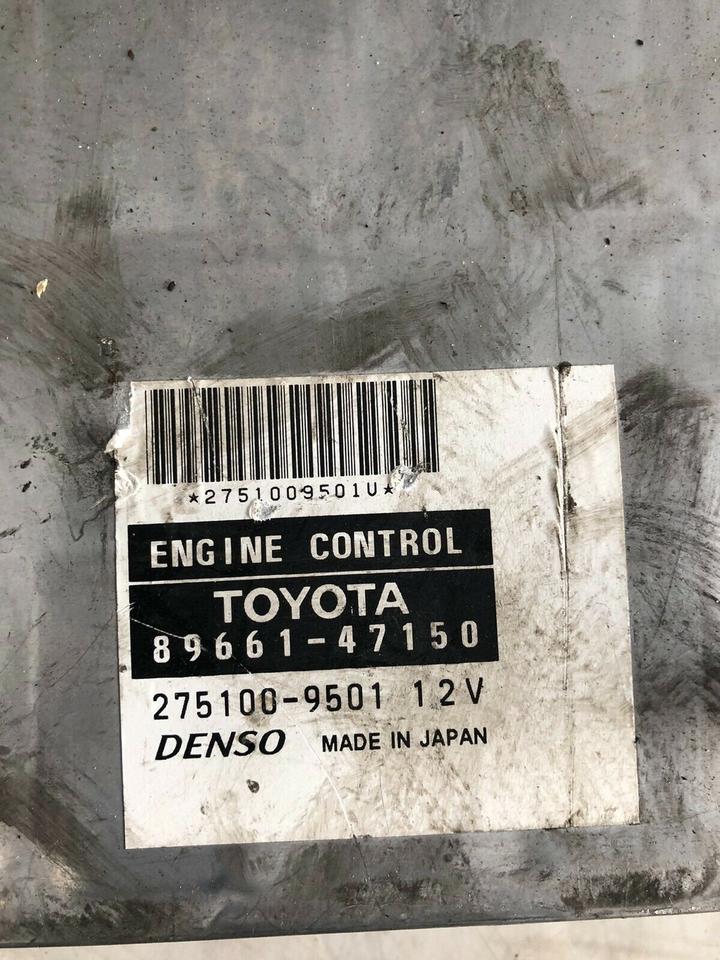 *2751009501U*
ENGINE CONTROL
TOYOTA
89661-47150
275100-9501 12V
DENSO MADE IN JAPAN